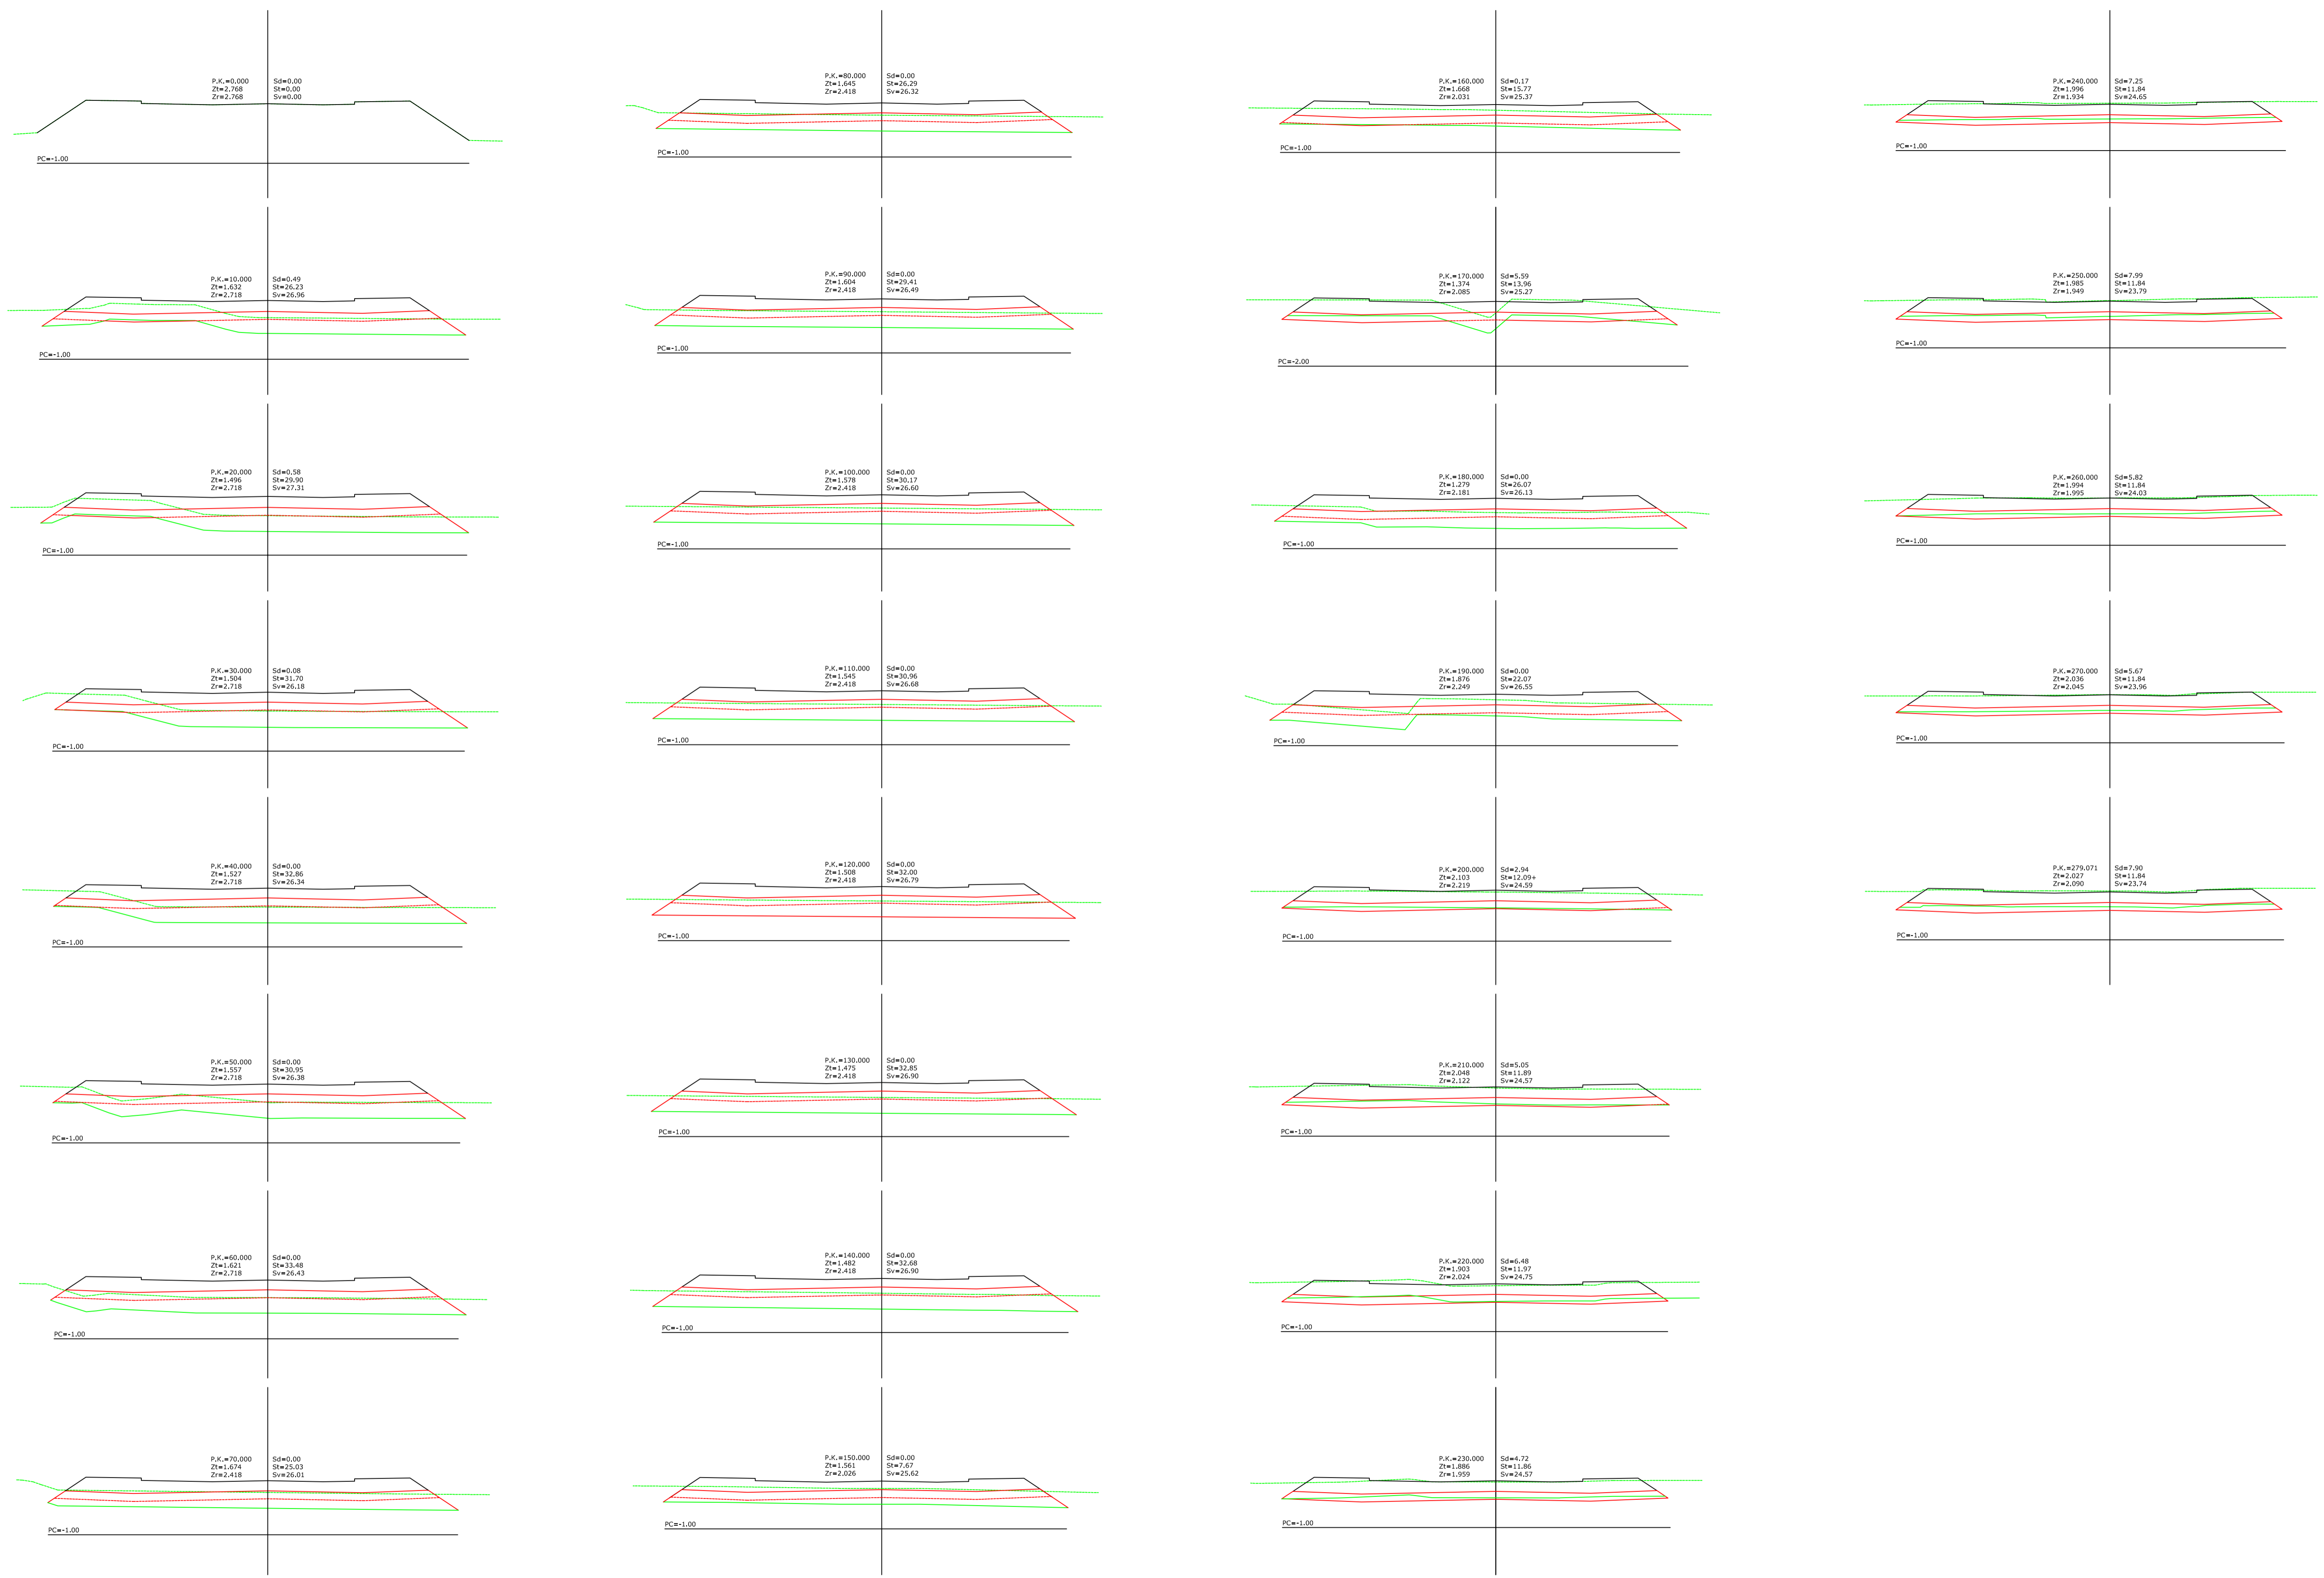 P.K.=0.000 Sd=0.00
Zt=2.768 St=0.00
Zr=2.768 Sv=0.00
PC=-1.00
P.K.=10.000 Sd=0.49
Zt=1.632 St=26.23
Zr=2.718 Sv=26.96
PC=-1.00
P.K.=20.000 Sd=0.58
Zt=1.496 St=29.90
Zr=2.718 Sv=27.31
PC=-1.00
P.K.=30.000 Sd=0.08
Zt=1.504 St=31.70
Zr=2.718 Sv=26.18
PC=-1.00
P.K.=40.000 Sd=0.00
Zt=1.527 St=32.86
Zr=2.718 Sv=26.34
PC=-1.00
P.K.=50.000 Sd=0.00
Zt=1.557 St=30.95
Zr=2.718 Sv=26.38
PC=-1.00
P.K.=60.000 Sd=0.00
Zt=1.621 St=33.48
Zr=2.718 Sv=26.43
PC=-1.00
P.K.=70.000 Sd=0.00
Zt=1.674 St=25.03
Zr=2.418 Sv=26.01
PC=-1.00
P.K.=80.000 Sd=0.00
Zt=1.645 St=26.29
Zr=2.418 Sv=26.32
PC=-1.00
P.K.=90.000 Sd=0.00
Zt=1.604 St=29.41
Zr=2.418 Sv=26.49
PC=-1.00
P.K.=100.000 Sd=0.00
Zt=1.578 St=30.17
Zr=2.418 Sv=26.60
PC=-1.00
P.K.=110.000 Sd=0.00
Zt=1.545 St=30.96
Zr=2.418 Sv=26.68
PC=-1.00
P.K.=120.000 Sd=0.00
Zt=1.508 St=32.00
Zr=2.418 Sv=26.79
PC=-1.00
P.K.=130.000 Sd=0.00
Zt=1.475 St=32.85
Zr=2.418 Sv=26.90
PC=-1.00
P.K.=140.000 Sd=0.00
Zt=1.482 St=32.68
Zr=2.418 Sv=26.90
PC=-1.00
P.K.=150.000 Sd=0.00
Zt=1.561 St=7.67
Zr=2.026 Sv=25.62
PC=-1.00
P.K.=160.000 Sd=0.17
Zt=1.668 St=15.77
Zr=2.031 Sv=25.37
PC=-1.00
P.K.=170.000 Sd=5.59
Zt=1.374 St=13.96
Zr=2.085 Sv=25.27
PC=-2.00
P.K.=180.000 Sd=0.00
Zt=1.279 St=26.07
Zr=2.181 Sv=26.13
PC=-1.00
P.K.=190.000 Sd=0.00
Zt=1.876 St=22.07
Zr=2.249 Sv=26.55
PC=-1.00
P.K.=200.000 Sd=2.94
Zt=2.103 St=12.09+
Zr=2.219 Sv=24.59
PC=-1.00
P.K.=210.000 Sd=5.05
Zt=2.048 St=11.89
Zr=2.122 Sv=24.57
PC=-1.00
P.K.=220.000 Sd=6.48
Zt=1.903 St=11.97
Zr=2.024 Sv=24.75
PC=-1.00
P.K.=230.000 Sd=4.72
Zt=1.886 St=11.86
Zr=1.959 Sv=24.57
PC=-1.00
P.K.=240.000 Sd=7.25
Zt=1.996 St=11.84
Zr=1.934 Sv=24.65
PC=-1.00
P.K.=250.000 Sd=7.99
Zt=1.985 St=11.84
Zr=1.949 Sv=23.79
PC=-1.00
P.K.=260.000 Sd=5.82
Zt=1.994 St=11.84
Zr=1.995 Sv=24.03
PC=-1.00
P.K.=270.000 Sd=5.67
Zt=2.036 St=11.84
Zr=2.045 Sv=23.96
PC=-1.00
P.K.=279.071 Sd=7.90
Zt=2.027 St=11.84
Zr=2.090 Sv=23.74
PC=-1.00